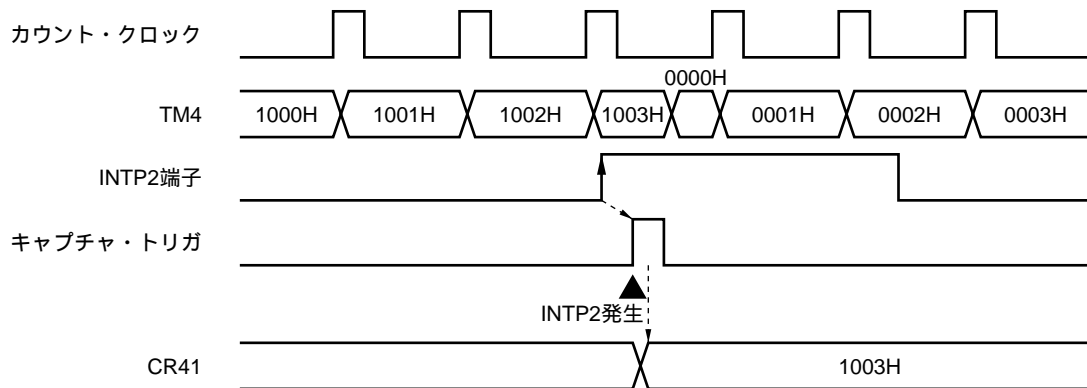 カウント・クロック
0000H
TM4 1000H 1001H 1002H 1003H 0001H 0002H 0003H
INTP2端子
キャプチャ・トリガ
INTP2発生
CR41 1003H